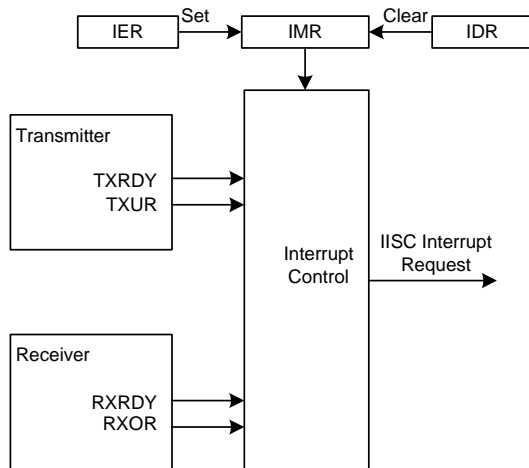 Set
Clear
IER
IMR
IDR
Transmitter
TXRDY
TXUR
Interrupt
Control
IISC Interrupt
Request
Receiver
RXRDY
RXOR